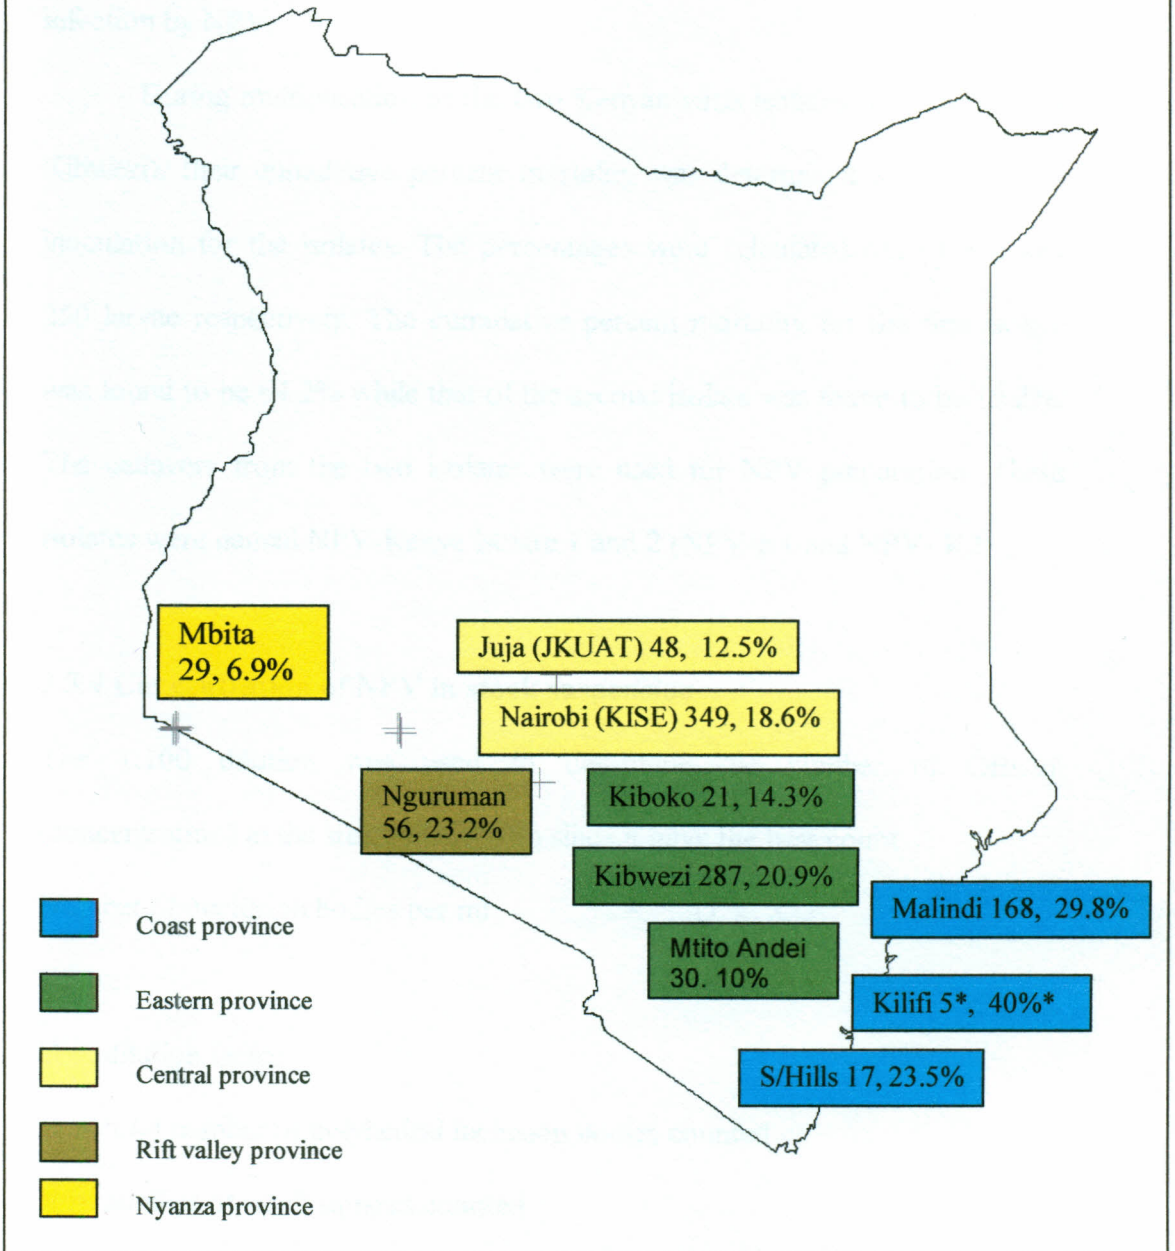 Mbita
29, 6.9%
Juja (JKUAT) 48, 12.5%
Nairobi (KISE) 349, 18.6%
Nguruman
56, 23.2%
Kiboko 21, 14.3%
Kibwezi 287, 20.9%
Malindi 168, 29.8%
Mtito Andei
30. 10%
Kilifi 5*, 40%*
S/Hills 17, 23.5%
Coast province
Eastern province
Central province
Rift valley province
Nyanza province